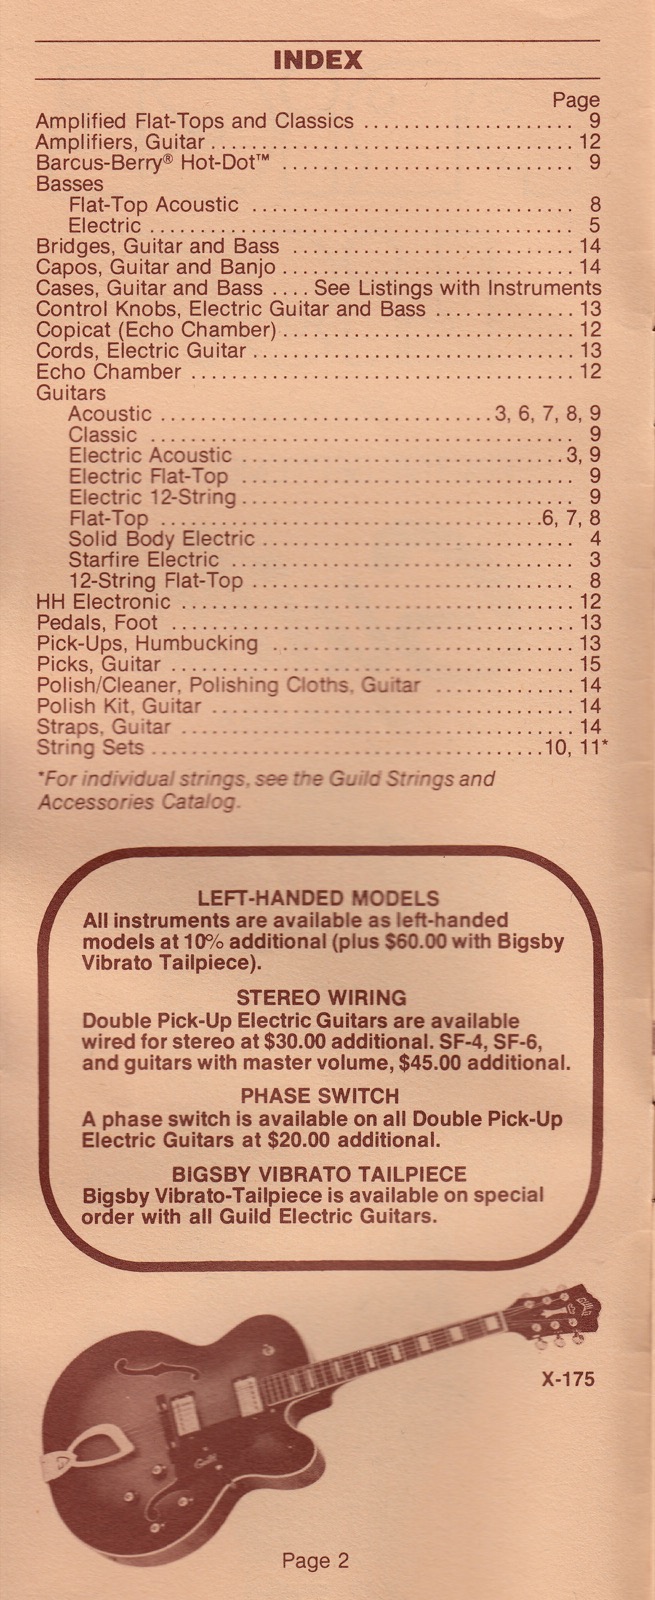 INDEX
Page
Amplified Flat-Tops and Classics ..................... 9
Amplifiers, Guitar .................................... 12
Barcus-Berry® Hot-Dot™ ............................. 9
Basses
Flat-Top Acoustic ................................ 8
Electric .......................................... 5
Bridges, Guitar and Bass ............................ 14
Capos, Guitar and Banjo ............................. 14
Cases, Guitar and Bass .... See Listings with Instruments
Control Knobs, Electric Guitar and Bass .............. 13
Copicat (Echo Chamber) ............................. 12
Cords, Electric Guitar ................................ 13
Echo Chamber ...................................... 12
Guitars
Acoustic ................................. 3, 6, 7, 8, 9
Classic .......................................... 9
Electric Acoustic ................................ 3, 9
Electric Flat-Top .................................. 9
Electric 12-String ................................. 9
Flat-Top ...................................... 6, 7, 8
Solid Body Electric ............................... 4
Starfire Electric ................................... 3
12-String Flat-Top ................................ 8
HH Electronic ........................................ 12
Pedals, Foot ......................................... 13
Pick-Ups, Humbucking .............................. 13
Picks, Guitar ........................................ 15
Polish/Cleaner, Polishing Cloths, Guitar .............. 14
Polish Kit, Guitar .................................... 14
Straps, Guitar ....................................... 14
String Sets ...................................... 10, 11*
*For individual strings, see the Guild Strings and
Accessories Catalog.
LEFT-HANDED MODELS
All instruments are available as left-handed
models at 10% additional (plus $60.00 with Bigsby
Vibrato Tailpiece).
STEREO WIRING
Double Pick-Up Electric Guitars are available
wired for stereo at $30.00 additional. SF-4, SF-6,
and guitars with master volume, $45.00 additional.
PHASE SWITCH
A phase switch is available on all Double Pick-Up
Electric Guitars at $20.00 additional.
BIGSBY VIBRATO TAILPIECE
Bigsby Vibrato-Tailpiece is available on special
order with all Guild Electric Guitars.
Guild
X-175
Guild
Page 2